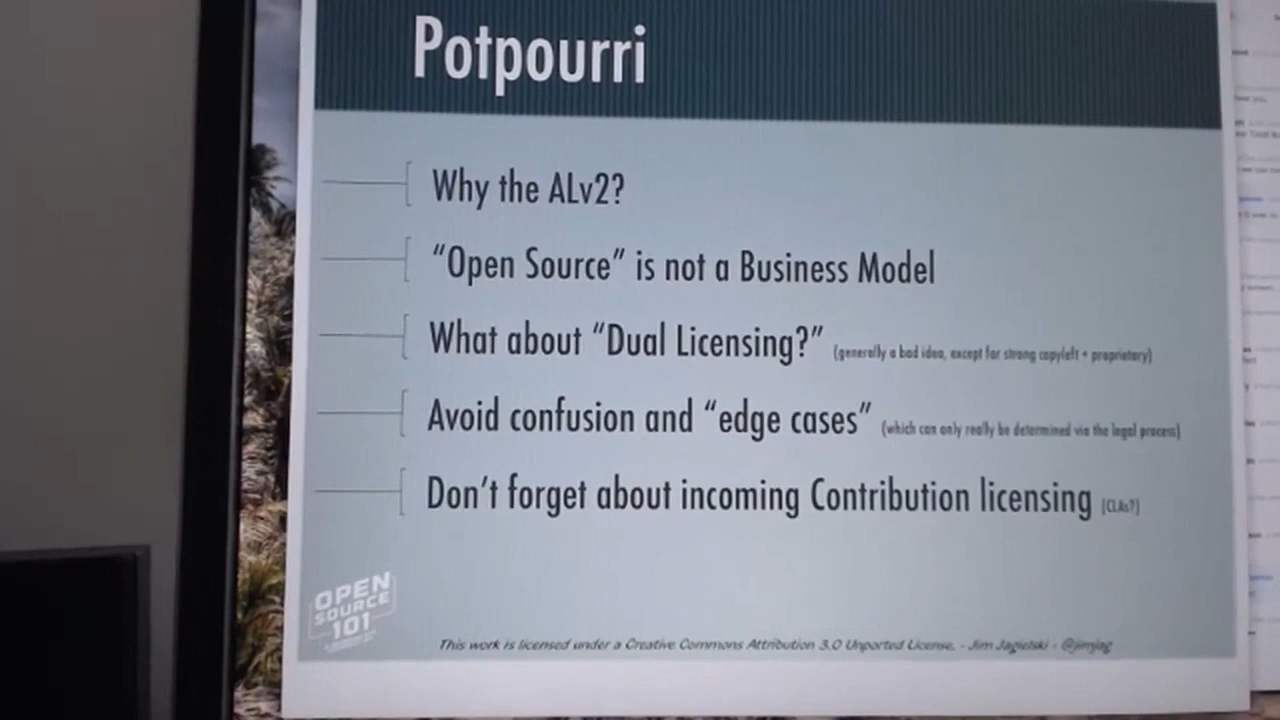 Potpourri
Why the ALv2?
“Open Source” is not a Business Model
What about “Dual Licensing?” (generally a bad idea, except for strong copyleft + proprietary)
Avoid confusion and “edge cases” (which can only really be determined via the legal process)
Don’t forget about incoming Contribution licensing (CLAs?)
OPEN
SOURCE
101
This work is licensed under a Creative Commons Attribution 3.0 Unported License. - Jim Jagielski - @jimjag